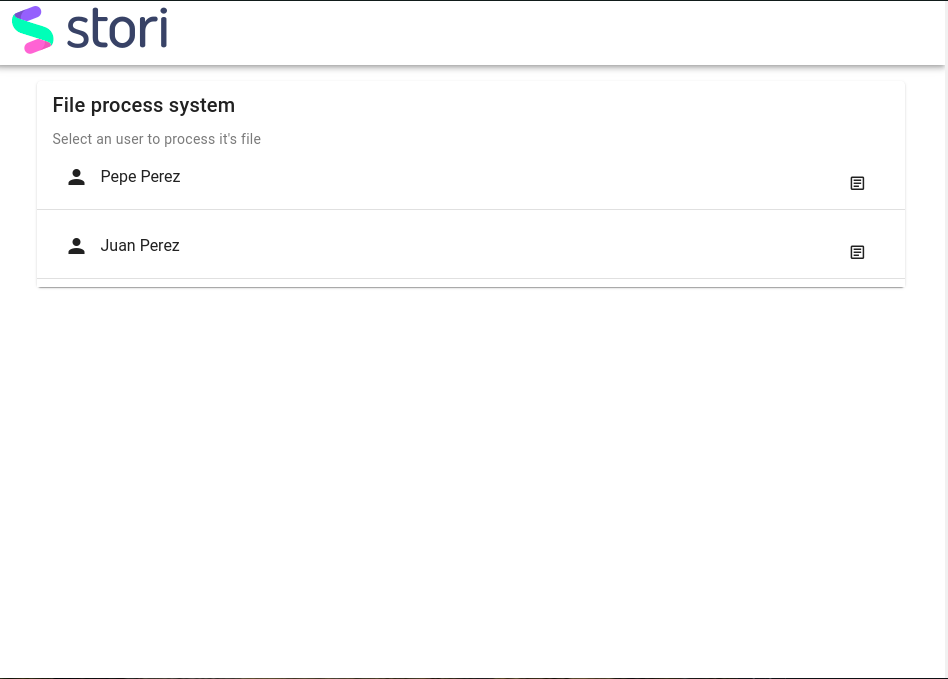 stori
File process system
Select an user to process it's file
Pepe Perez
Juan Perez